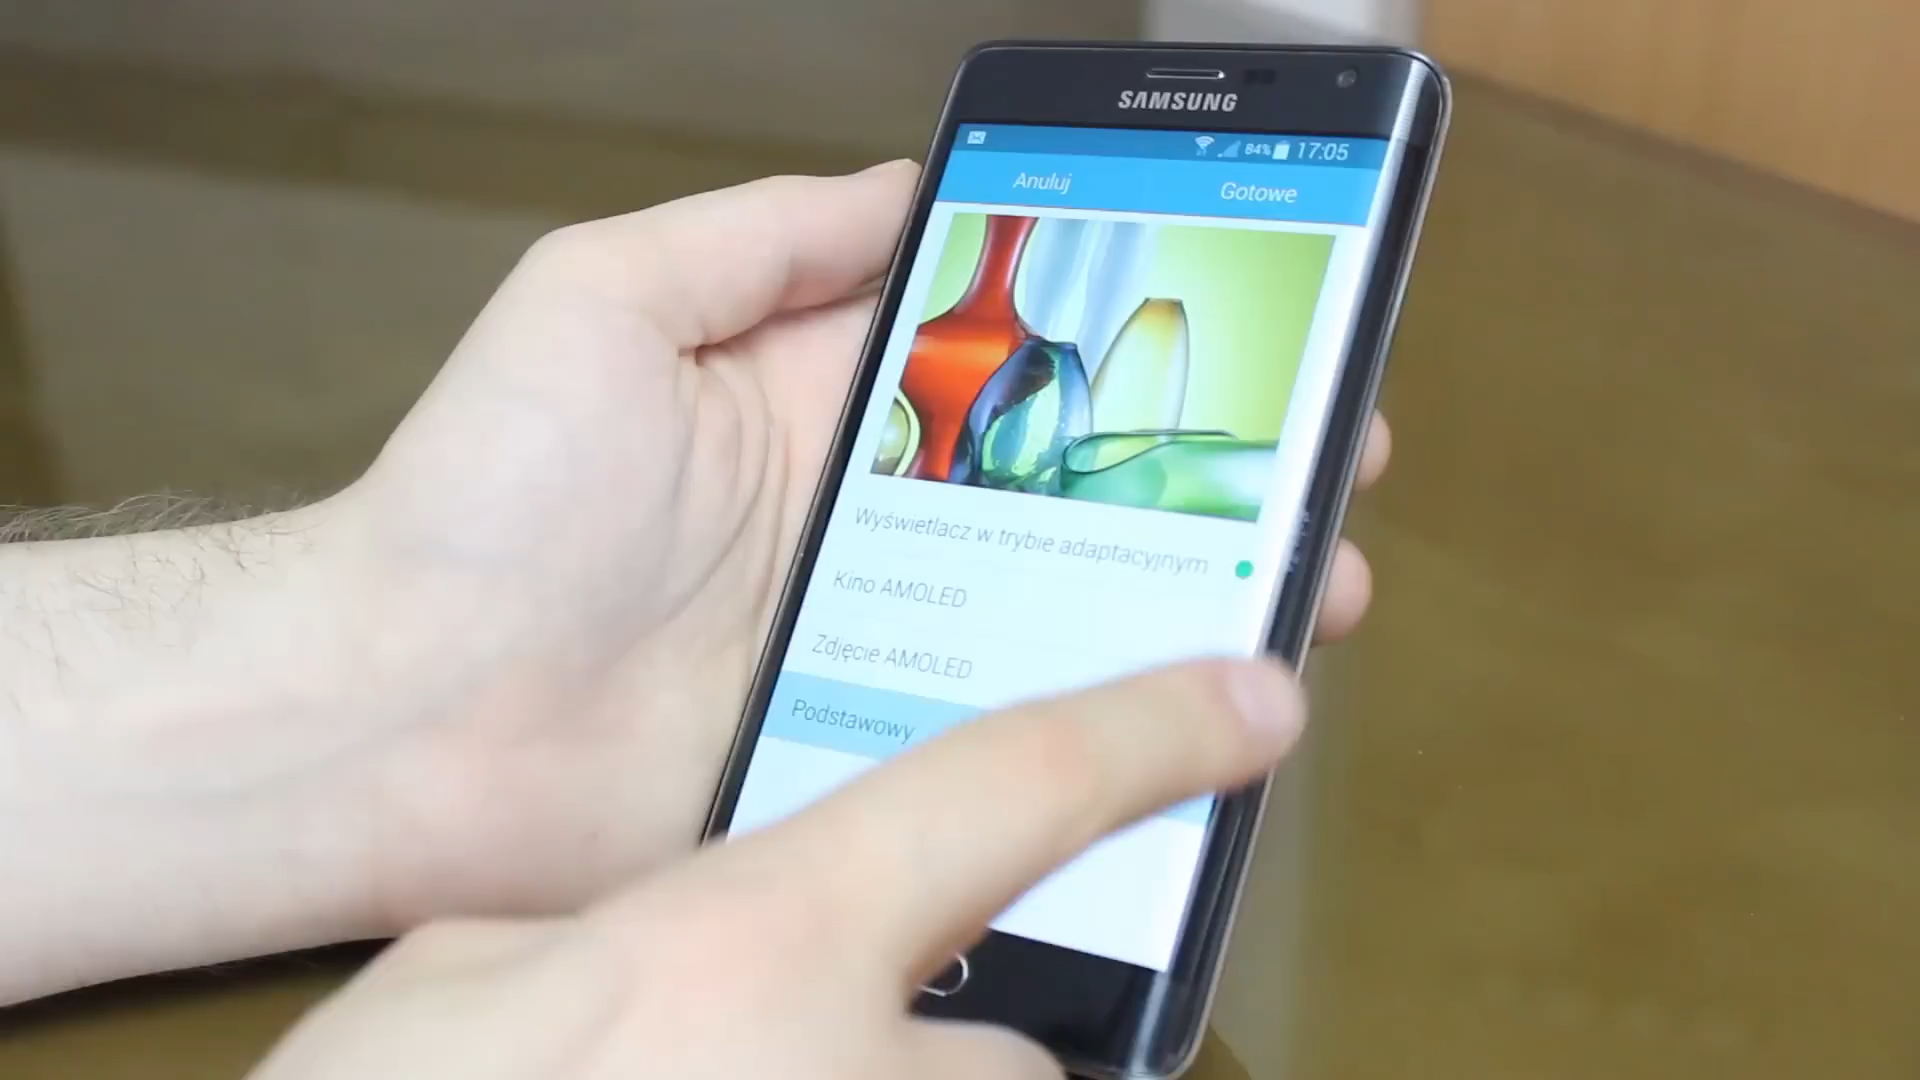 SAMSUNG
84% 17:05
Anuluj Gotowe
Wyświetlacz w trybie adaptacyjnym
Kino AMOLED
Zdjęcie AMOLED
Podstawowy